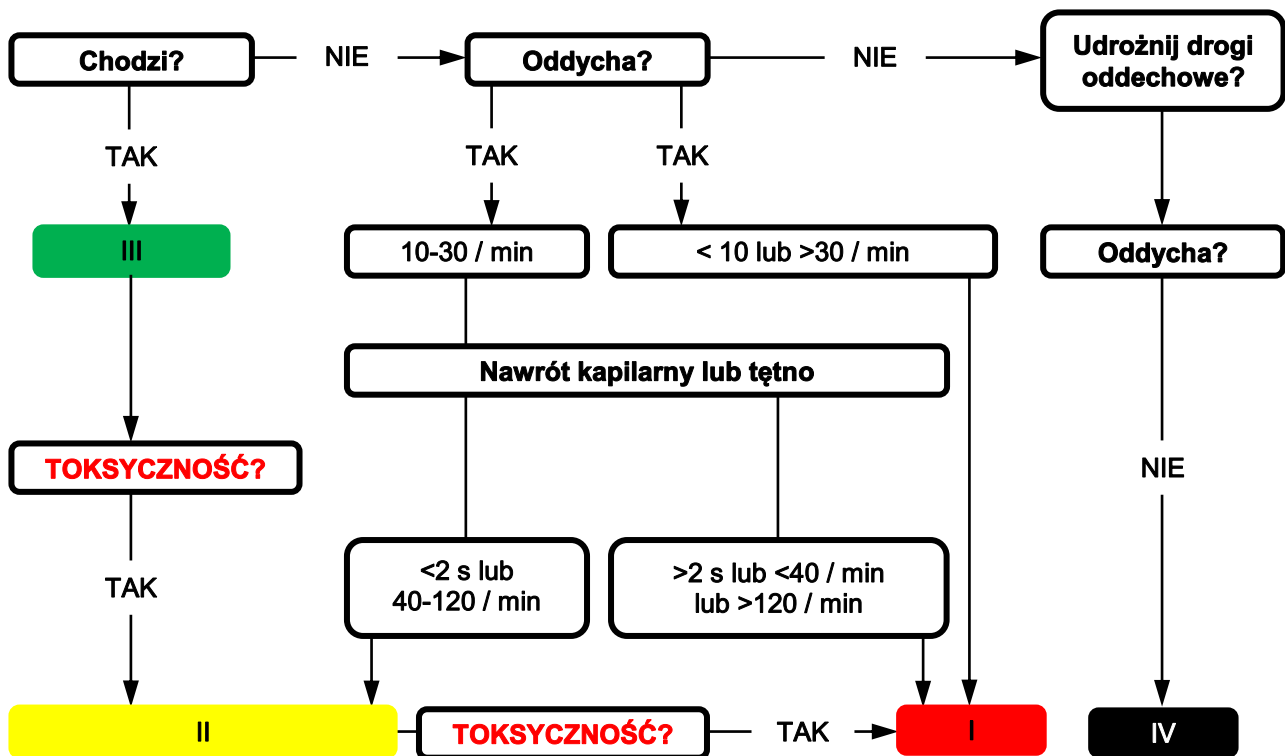 Chodzi?
NIE
Oddycha?
NIE
Udrożnij drogi
oddechowe?
TAK
TAK
TAK
III
10-30 / min
< 10 lub >30 / min
Oddycha?
Nawrót kapilarny lub tętno
TOKSYCZNOŚĆ?
NIE
TAK
<2 s lub
40-120 / min
>2 s lub <40 / min
lub >120 / min
II
TOKSYCZNOŚĆ?
TAK
I
IV